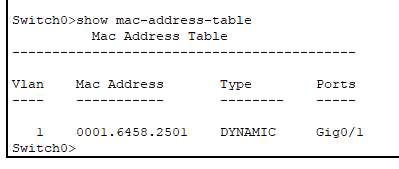 Switch0>show mac-address-table
Mac Address Table
-------------------------------------------
Vlan Mac Address Type Ports
---- ----------- -------- -----
1 0001.6458.2501 DYNAMIC Gig0/1
Switch0>